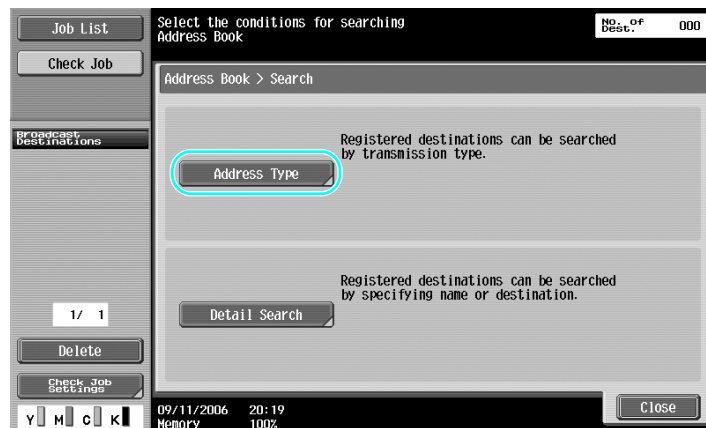 Job List
Check Job
Broadcast
Destinations
1/ 1
Delete
Check Job
Settings
Y M C K
Select the conditions for searching
Address Book
No. of
Dest. 000
Address Book > Search
Registered destinations can be searched
by transmission type.
Address Type
Registered destinations can be searched
by specifying name or destination.
Detail Search
Close
09/11/2006 20:19
Memory 100%